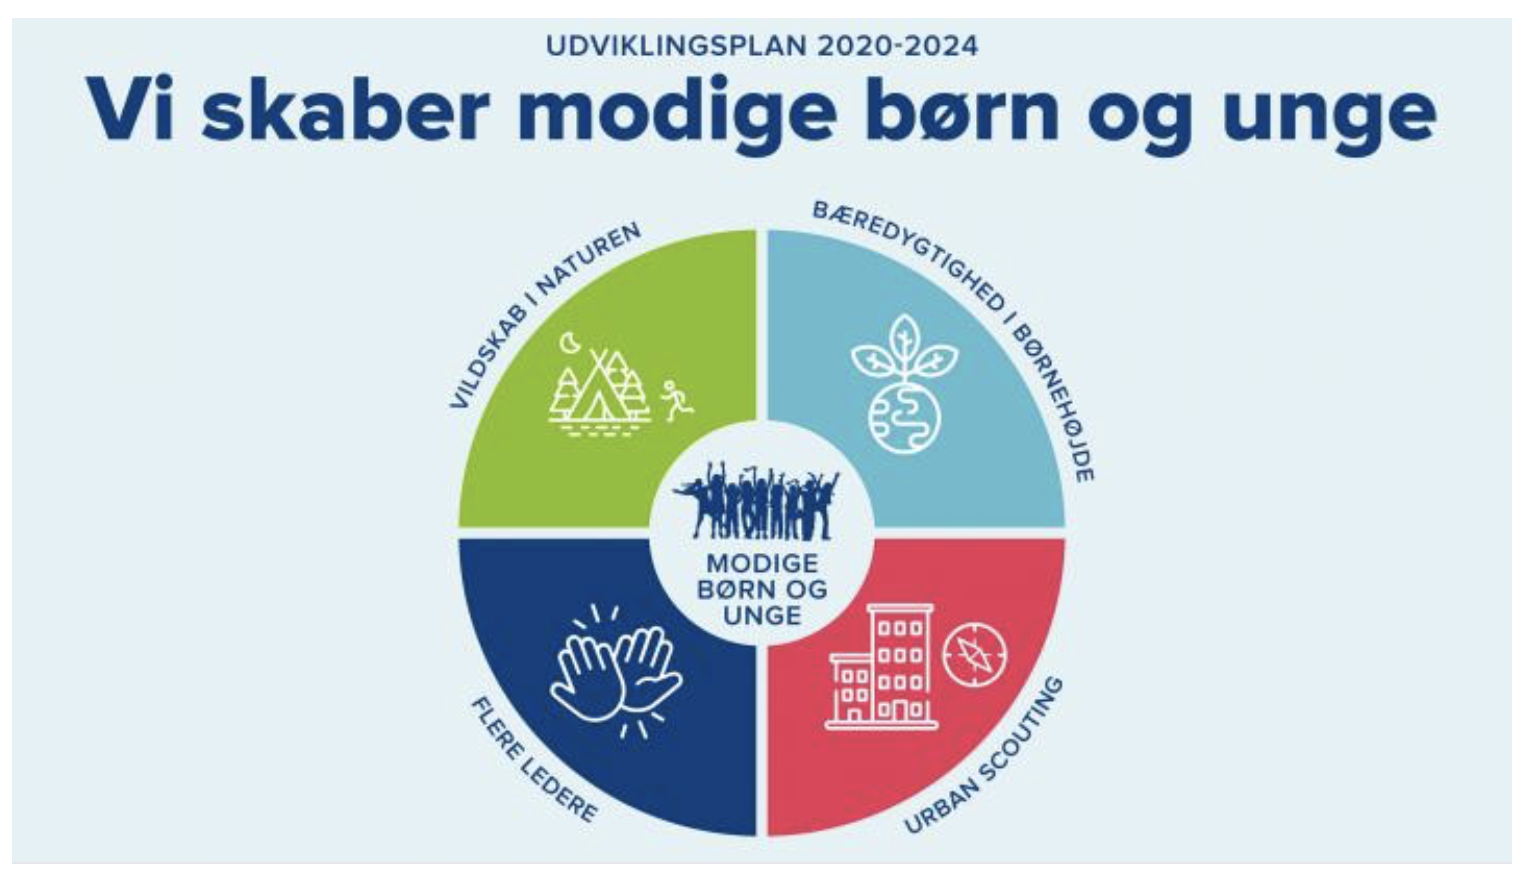 UDVIKLINGSPLAN 2020-2024
Vi skaber modige børn og unge
VILDSKAB I NATUREN
BÆREDYGTIGHED I BØRNEHØJDE
MODIGE
BØRN OG
UNGE
FLERE LEDERE
URBAN SCOUTING